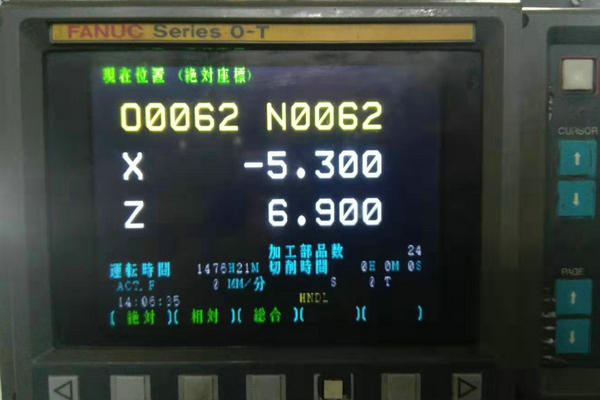 FANUC Series 0-T
現在位置 (絶対座標)
O0062 N0062
X -5.300
Z 6.900
加工部品数 24
運転時間 1476H21M 切削時間 0H 0M 0S
ACT.F 0 MM/分 S 0 T
14:06:35 HNDL
( 絶対 )( 相対 )( 総合 )( )( )
CURSOR
PAGE